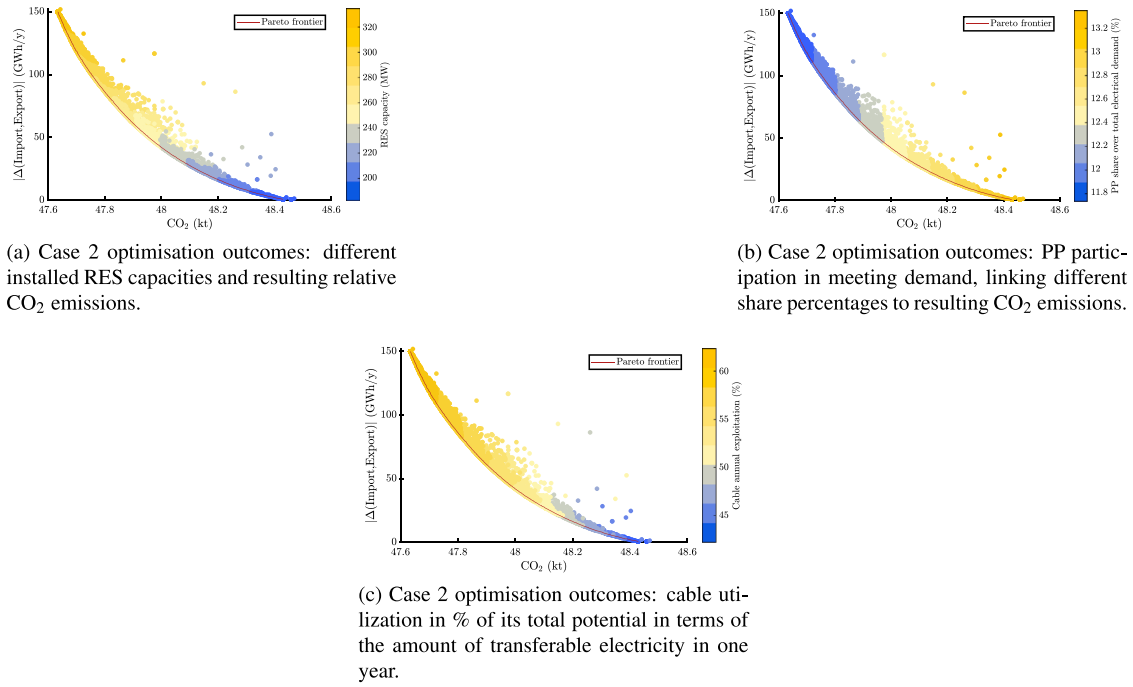 150
100
50
0
|Δ(Import,Export)| (GWh/y)
Pareto frontier
47.6 47.8 48 48.2 48.4 48.6
CO₂ (kt)
320
300
280
260
240
220
200
RES capacity (MW)
(a) Case 2 optimisation outcomes: different
installed RES capacities and resulting relative
CO₂ emissions.
150
100
50
0
|Δ(Import,Export)| (GWh/y)
Pareto frontier
47.6 47.8 48 48.2 48.4 48.6
CO₂ (kt)
13.2
13
12.8
12.6
12.4
12.2
12
11.8
PP share over total electrical demand (%)
(b) Case 2 optimisation outcomes: PP partic-
ipation in meeting demand, linking different
share percentages to resulting CO₂ emissions.
150
100
50
0
|Δ(Import,Export)| (GWh/y)
Pareto frontier
47.6 47.8 48 48.2 48.4 48.6
CO₂ (kt)
60
55
50
45
Cable annual exploitation (%)
(c) Case 2 optimisation outcomes: cable uti-
lization in % of its total potential in terms of
the amount of transferable electricity in one
year.